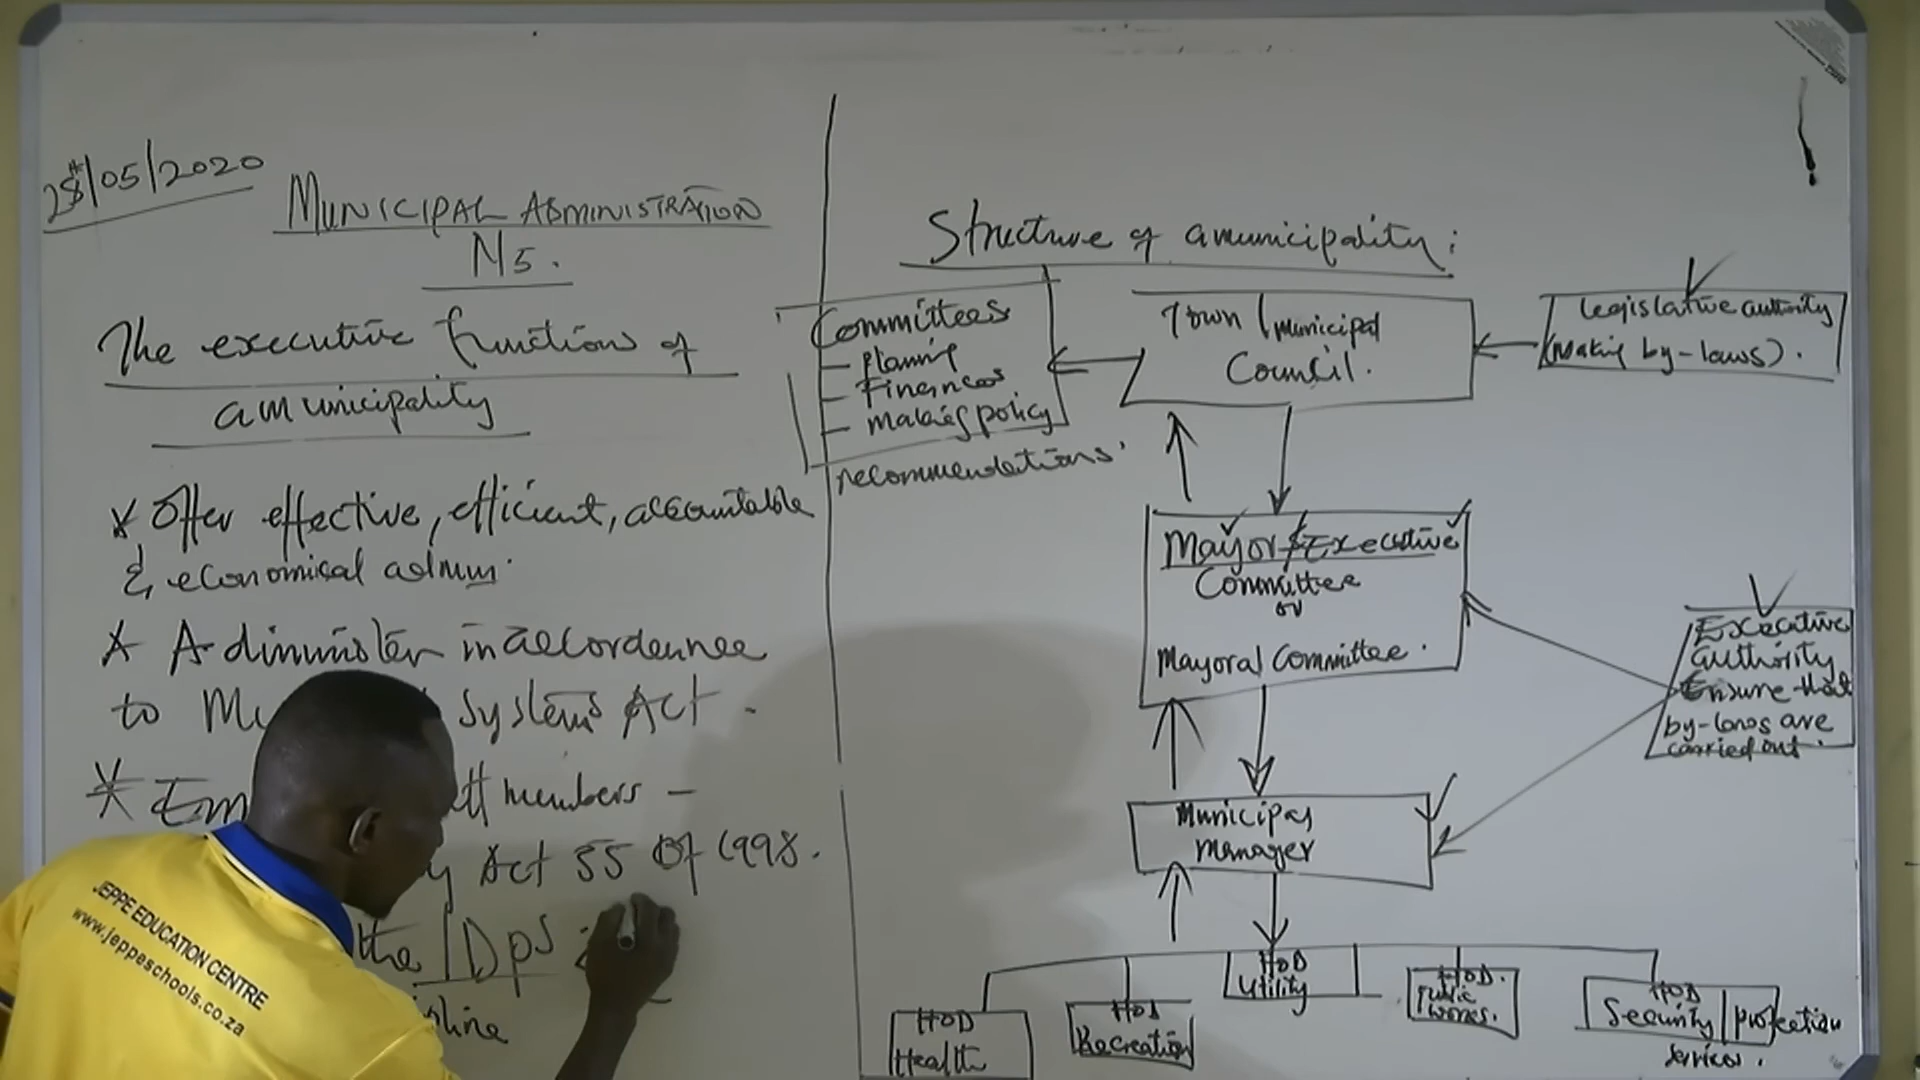 28th/05/2020
MUNICIPAL ADMINISTRATION
N5.
The executive functions of
a municipality
* Offer effective, efficient, accountable
& economical admin.
* Administer in accordance
to Systems Act.
* members -
Act 55 Of 1998.
the IDPs
JEPPE EDUCATION CENTRE
www.jeppeschools.co.za
Structure of a municipality:
Committees
- planning
- Finances
- Makes policy
recommendations.
Town / Municipal
Council.
Legislative authority
(Making by-laws).
Mayor & Executive
Committee
or
Mayoral Committee.
Executive
authority
Ensure that
by-laws are
carried out.
Municipal
Manager
HOD
Health
HOD
Recreation
HOD
Utility
HOD.
Public
Works.
HOD
Security / protection
Services.